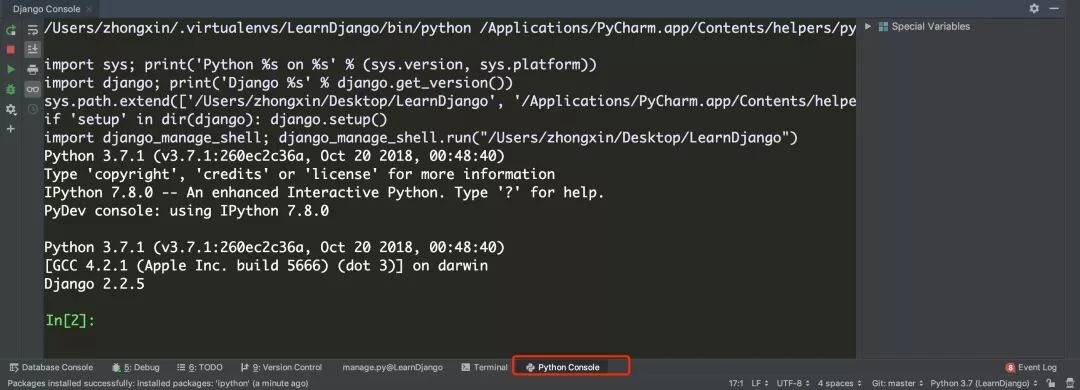 Django Console
Special Variables
/Users/zhongxin/.virtualenvs/LearnDjango/bin/python /Applications/PyCharm.app/Contents/helpers/py
import sys; print('Python %s on %s' % (sys.version, sys.platform))
import django; print('Django %s' % django.get_version())
sys.path.extend(['/Users/zhongxin/Desktop/LearnDjango', '/Applications/PyCharm.app/Contents/helpe
if 'setup' in dir(django): django.setup()
import django_manage_shell; django_manage_shell.run("/Users/zhongxin/Desktop/LearnDjango")
Python 3.7.1 (v3.7.1:260ec2c36a, Oct 20 2018, 00:48:40)
Type 'copyright', 'credits' or 'license' for more information
IPython 7.8.0 -- An enhanced Interactive Python. Type '?' for help.
PyDev console: using IPython 7.8.0
Python 3.7.1 (v3.7.1:260ec2c36a, Oct 20 2018, 00:48:40)
[GCC 4.2.1 (Apple Inc. build 5666) (dot 3)] on darwin
Django 2.2.5
In[2]:
Database Console 5: Debug 6: TODO 9: Version Control manage.py@LearnDjango Terminal Python Console 8 Event Log
Packages installed successfully: Installed packages: 'ipython' (a minute ago) 17:1 LF UTF-8 4 spaces Git: master Python 3.7 (LearnDjango)